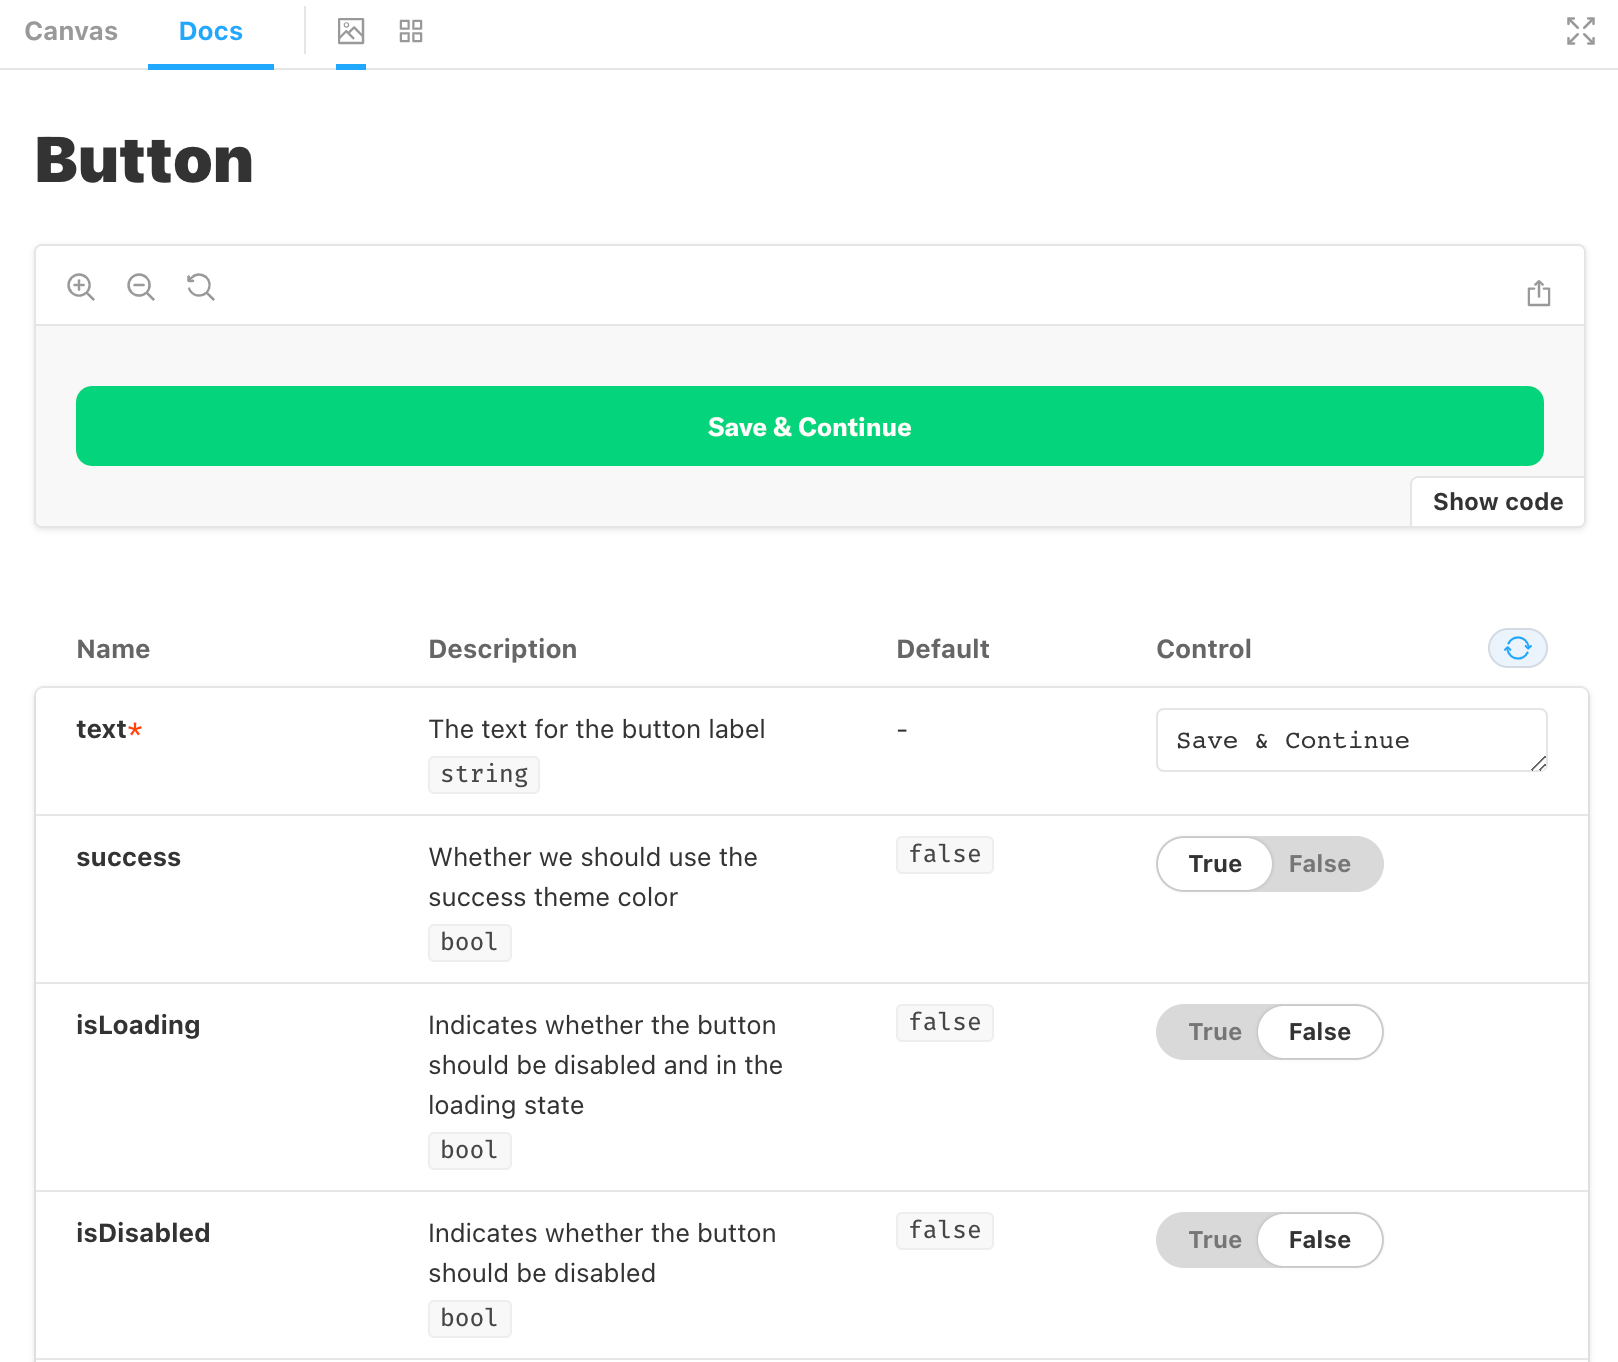 Canvas Docs
Button
Save & Continue
Show code
Name Description Default Control
text* The text for the button label - Save & Continue
string
success Whether we should use the false True False
success theme color
bool
isLoading Indicates whether the button false True False
should be disabled and in the
loading state
bool
isDisabled Indicates whether the button false True False
should be disabled
bool